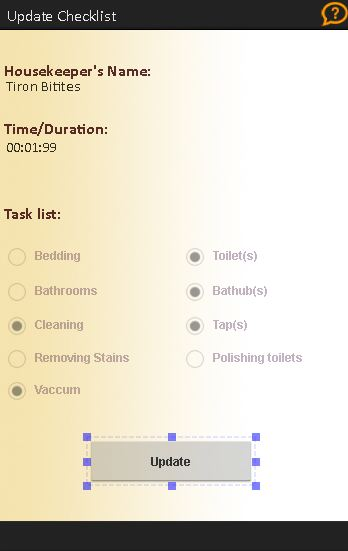 Update Checklist
?
Housekeeper's Name:
Tiron Bitites
Time/Duration:
00:01:99
Task list:
Bedding
Toilet(s)
Bathrooms
Bathub(s)
Cleaning
Tap(s)
Removing Stains
Polishing toilets
Vaccum
Update